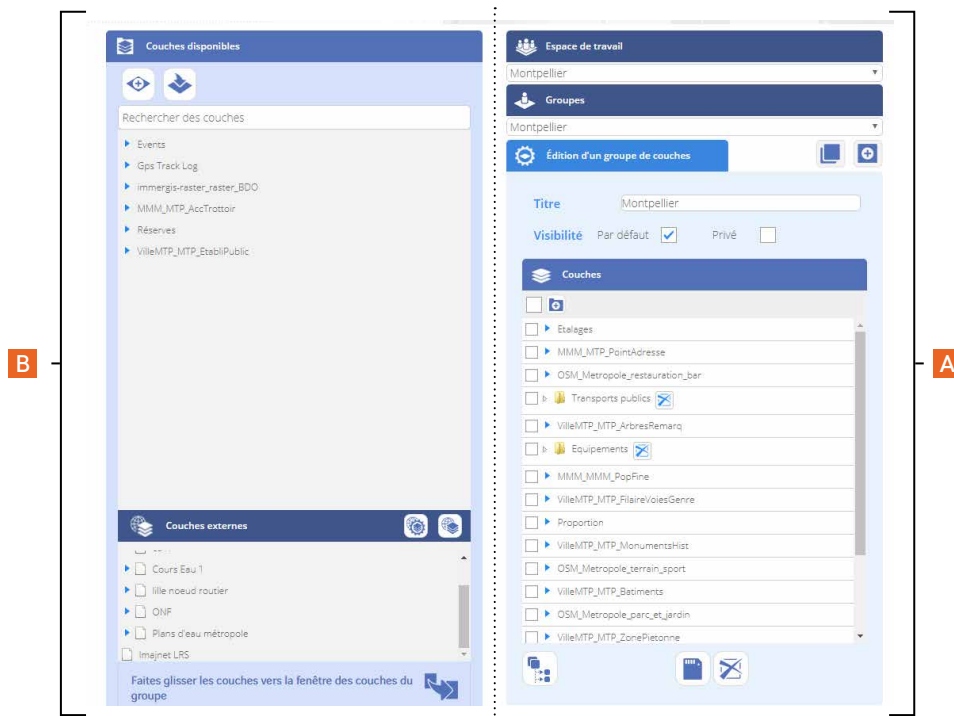 Couches disponibles
Rechercher des couches
Events
Gps Track Log
immergis-raster_raster_BDO
MMM_MTP_AccTrottoir
Réserves
VilleMTP_MTP_EtabliPublic
B
Couches externes
Cours Eau 1
lille noeud routier
ONF
Plans d'eau métropole
Imajnet LRS
Faites glisser les couches vers la fenêtre des couches du
groupe
Espace de travail
Montpellier
Groupes
Montpellier
Édition d'un groupe de couches
Titre Montpellier
Visibilité Par défaut Privé
Couches
Etalages
MMM_MTP_PointAdresse
OSM_Metropole_restauration_bar
Transports publics
VilleMTP_MTP_ArbresRemarq
Equipements
MMM_MMM_PopFine
VilleMTP_MTP_FilaireVoiesGenre
Proportion
VilleMTP_MTP_MonumentsHist
OSM_Metropole_terrain_sport
VilleMTP_MTP_Batiments
OSM_Metropole_parc_et_jardin
VilleMTP_MTP_ZonePietonne
A